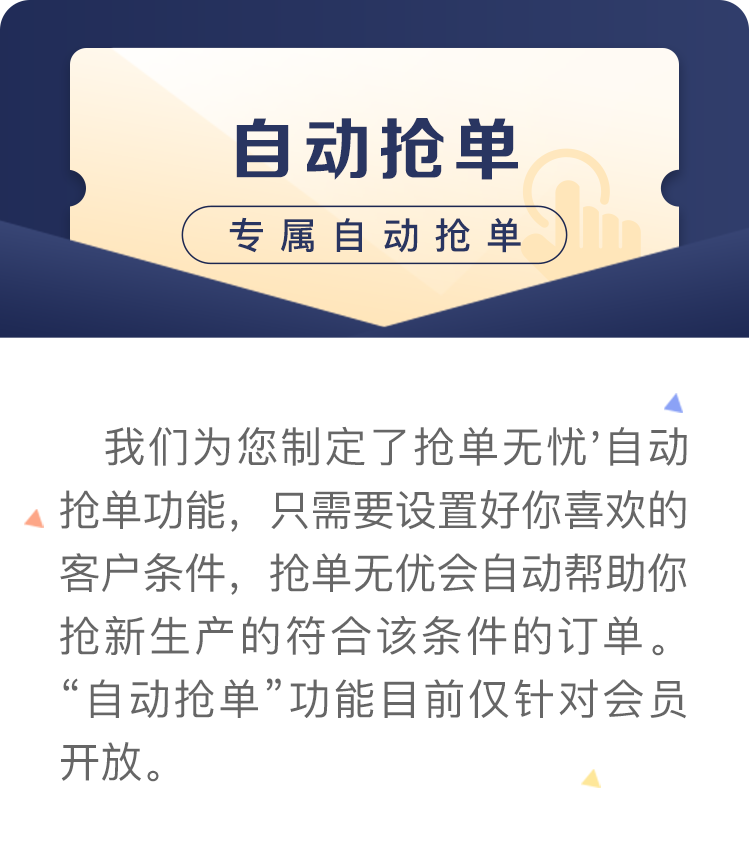 自动抢单
专属自动抢单
我们为您制定了抢单无忧’自动
抢单功能，只需要设置好你喜欢的
客户条件，抢单无优会自动帮助你
抢新生产的符合该条件的订单。
“自动抢单”功能目前仅针对会员
开放。